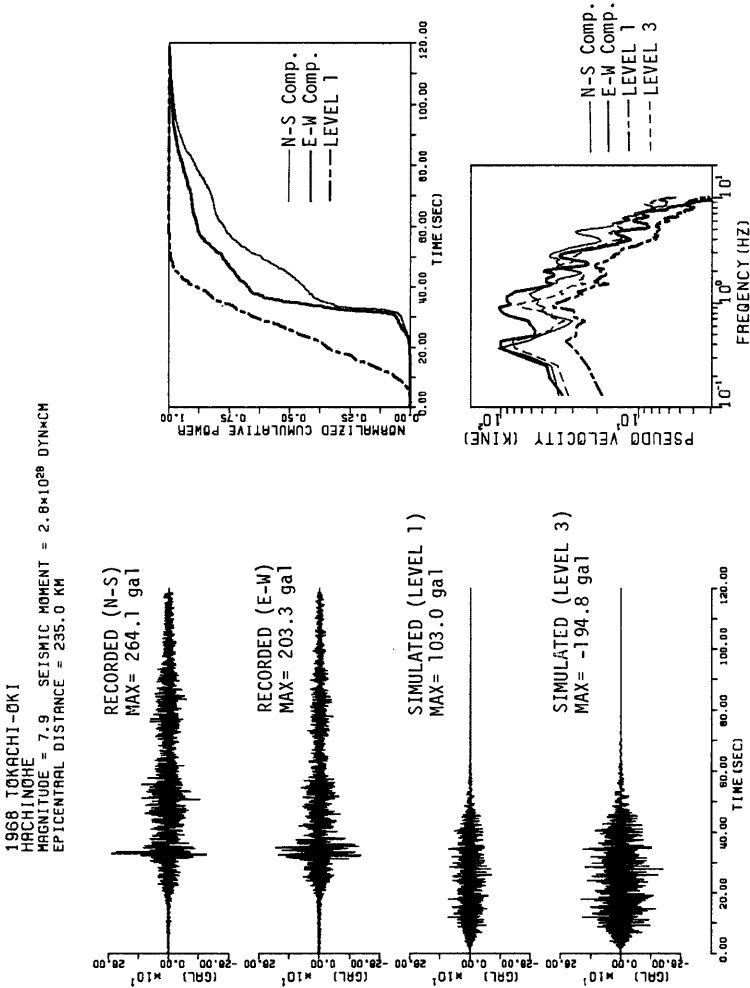 1968 TOKACHI-OKI
HACHINOHE
MAGNITUDE = 7.9 SEISMIC MOMENT = 2.8*10²⁸ DYN*CM
EPICENTRAL DISTANCE = 235.0 KM
RECORDED (N-S)
MAX= 264.1 gal
(GAL) *10¹
-28.00 0.00 28.00
RECORDED (E-W)
MAX= 203.3 gal
(GAL) *10¹
-28.00 0.00 28.00
SIMULATED (LEVEL 1)
MAX= 103.0 gal
(GAL) *10¹
-28.00 0.00 28.00
SIMULATED (LEVEL 3)
MAX= -194.8 gal
(GAL) *10¹
-28.00 0.00 28.00
0.00 20.00 40.00 60.00 80.00 100.00 120.00
TIME (SEC)
NORMALIZED CUMULATIVE POWER
.00 0.25 0.50 0.75 1.00
N-S Comp.
E-W Comp.
LEVEL 1
0.00 20.00 40.00 60.00 80.00 100.00 120.00
TIME (SEC)
PSEUDO VELOCITY (KINE)
10¹ 10²
N-S Comp.
E-W Comp.
LEVEL 1
LEVEL 3
10⁻¹ 10⁰ 10¹
FREQENCY (HZ)